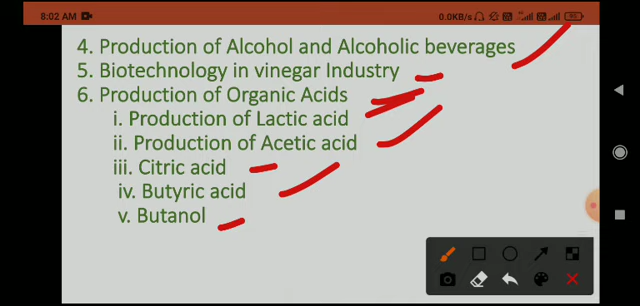 8:02 AM
0.0KB/s
4. Production of Alcohol and Alcoholic beverages
5. Biotechnology in vinegar Industry
6. Production of Organic Acids
i. Production of Lactic acid
ii. Production of Acetic acid
iii. Citric acid
iv. Butyric acid
v. Butanol